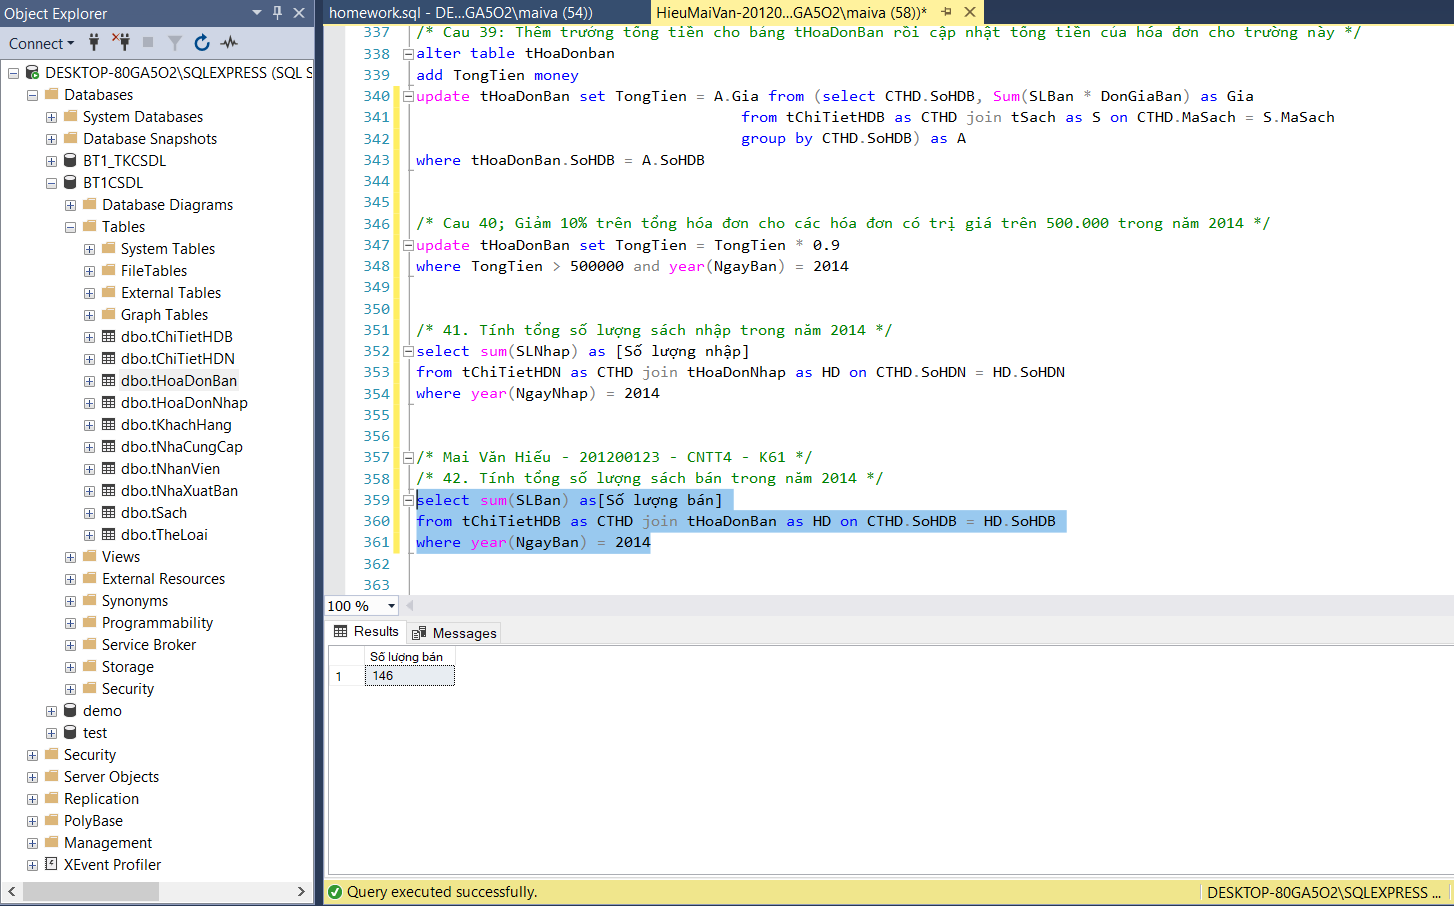 Object Explorer
Connect
DESKTOP-80GA5O2\SQLEXPRESS (SQL S
Databases
System Databases
Database Snapshots
BT1_TKCSDL
BT1CSDL
Database Diagrams
Tables
System Tables
FileTables
External Tables
Graph Tables
dbo.tChiTietHDB
dbo.tChiTietHDN
dbo.tHoaDonBan
dbo.tHoaDonNhap
dbo.tKhachHang
dbo.tNhaCungCap
dbo.tNhanVien
dbo.tNhaXuatBan
dbo.tSach
dbo.tTheLoai
Views
External Resources
Synonyms
Programmability
Service Broker
Storage
Security
demo
test
Security
Server Objects
Replication
PolyBase
Management
XEvent Profiler
homework.sql - DE...GA5O2\maiva (54))
HieuMaiVan-20120...GA5O2\maiva (58))*
337 /* Cau 39: Thêm trường tổng tiền cho bảng tHoaDonBan rồi cập nhật tổng tiền của hóa đơn cho trường này */
338 alter table tHoaDonban
339 add TongTien money
340 update tHoaDonBan set TongTien = A.Gia from (select CTHD.SoHDB, Sum(SLBan * DonGiaBan) as Gia
341 from tChiTietHDB as CTHD join tSach as S on CTHD.MaSach = S.MaSach
342 group by CTHD.SoHDB) as A
343 where tHoaDonBan.SoHDB = A.SoHDB
344
345
346 /* Cau 40; Giảm 10% trên tổng hóa đơn cho các hóa đơn có trị giá trên 500.000 trong năm 2014 */
347 update tHoaDonBan set TongTien = TongTien * 0.9
348 where TongTien > 500000 and year(NgayBan) = 2014
349
350
351 /* 41. Tính tổng số lượng sách nhập trong năm 2014 */
352 select sum(SLNhap) as [Số lượng nhập]
353 from tChiTietHDN as CTHD join tHoaDonNhap as HD on CTHD.SoHDN = HD.SoHDN
354 where year(NgayNhap) = 2014
355
356
357 /* Mai Văn Hiếu - 201200123 - CNTT4 - K61 */
358 /* 42. Tính tổng số lượng sách bán trong năm 2014 */
359 select sum(SLBan) as[Số lượng bán]
360 from tChiTietHDB as CTHD join tHoaDonBan as HD on CTHD.SoHDB = HD.SoHDB
361 where year(NgayBan) = 2014
362
363
100 %
Results Messages
Số lượng bán
1 146
Query executed successfully.
DESKTOP-80GA5O2\SQLEXPRESS ...